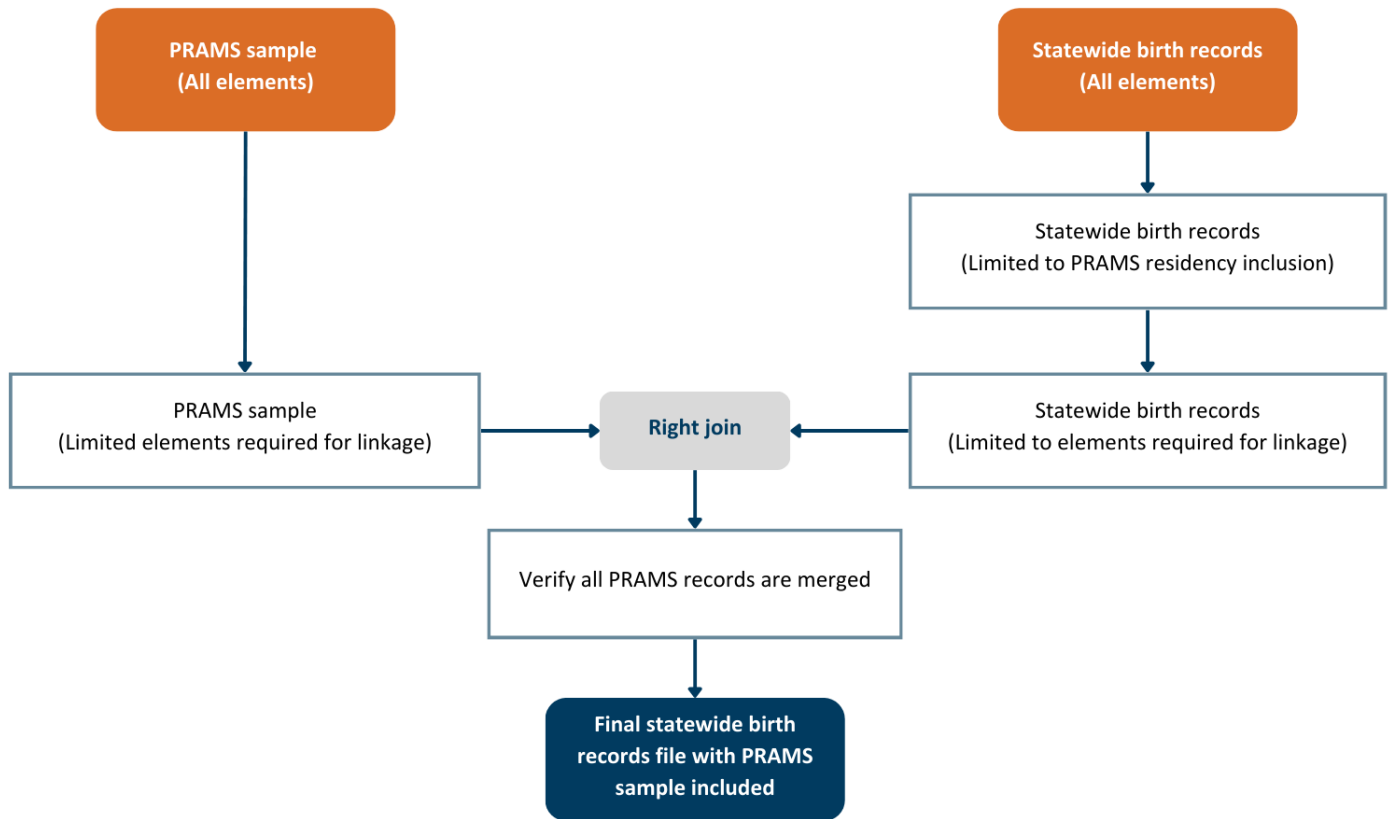 PRAMS sample
(All elements)
Statewide birth records
(All elements)
Statewide birth records
(Limited to PRAMS residency inclusion)
PRAMS sample
(Limited elements required for linkage)
Right join
Statewide birth records
(Limited to elements required for linkage)
Verify all PRAMS records are merged
Final statewide birth
records file with PRAMS
sample included